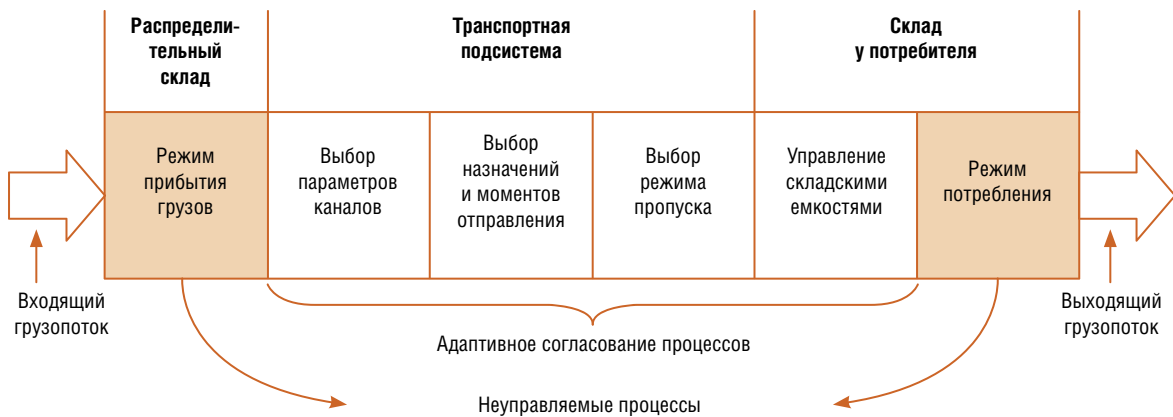 Распредели-
тельный
склад
Транспортная
подсистема
Склад
у потребителя
Режим
прибытия
грузов
Выбор
параметров
каналов
Выбор
назначений
и моментов
отправления
Выбор
режима
пропуска
Управление
складскими
емкостями
Режим
потребления
Входящий
грузопоток
Выходящий
грузопоток
Адаптивное согласование процессов
Неуправляемые процессы